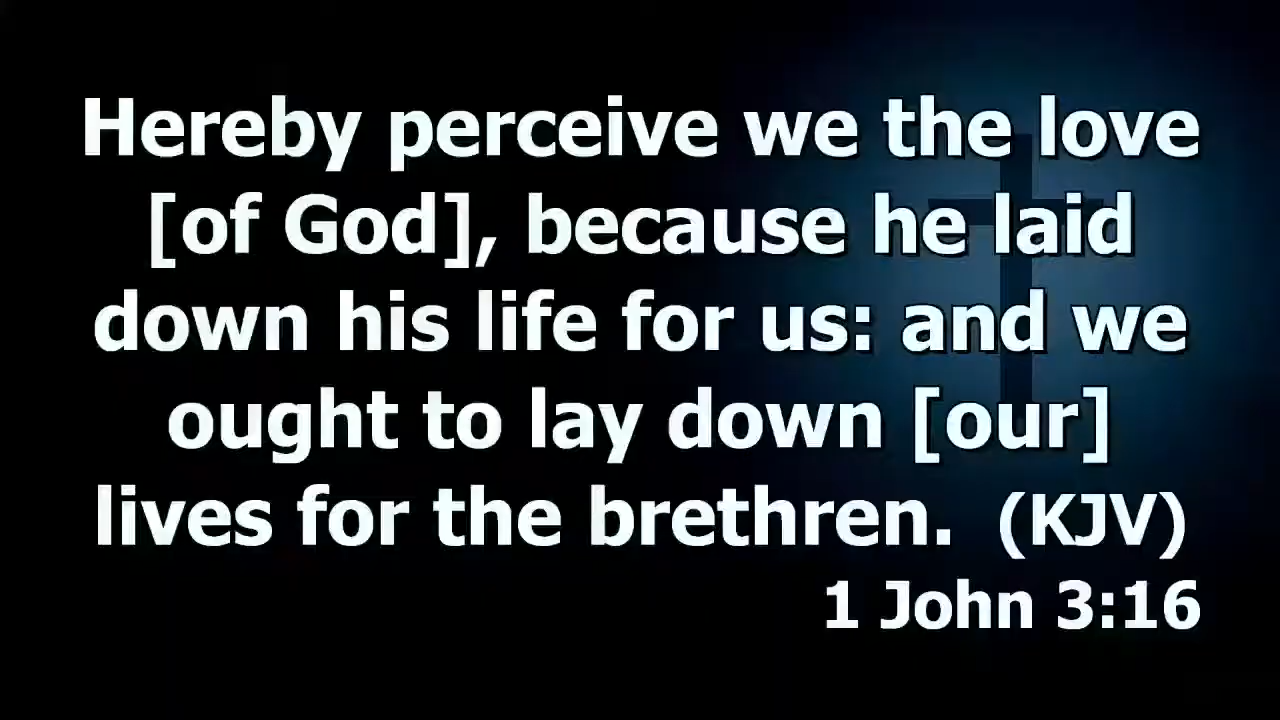 Hereby perceive we the love
[of God], because he laid
down his life for us: and we
ought to lay down [our]
lives for the brethren. (KJV)
1 John 3:16